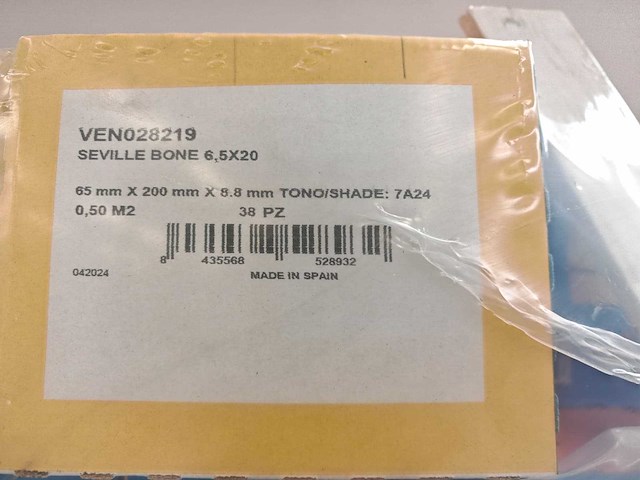 VEN028219
SEVILLE BONE 6,5X20
65 mm X 200 mm X 8.8 mm TONO/SHADE: 7A24
0,50 M2 38 PZ
8 435568 528932
042024
MADE IN SPAIN